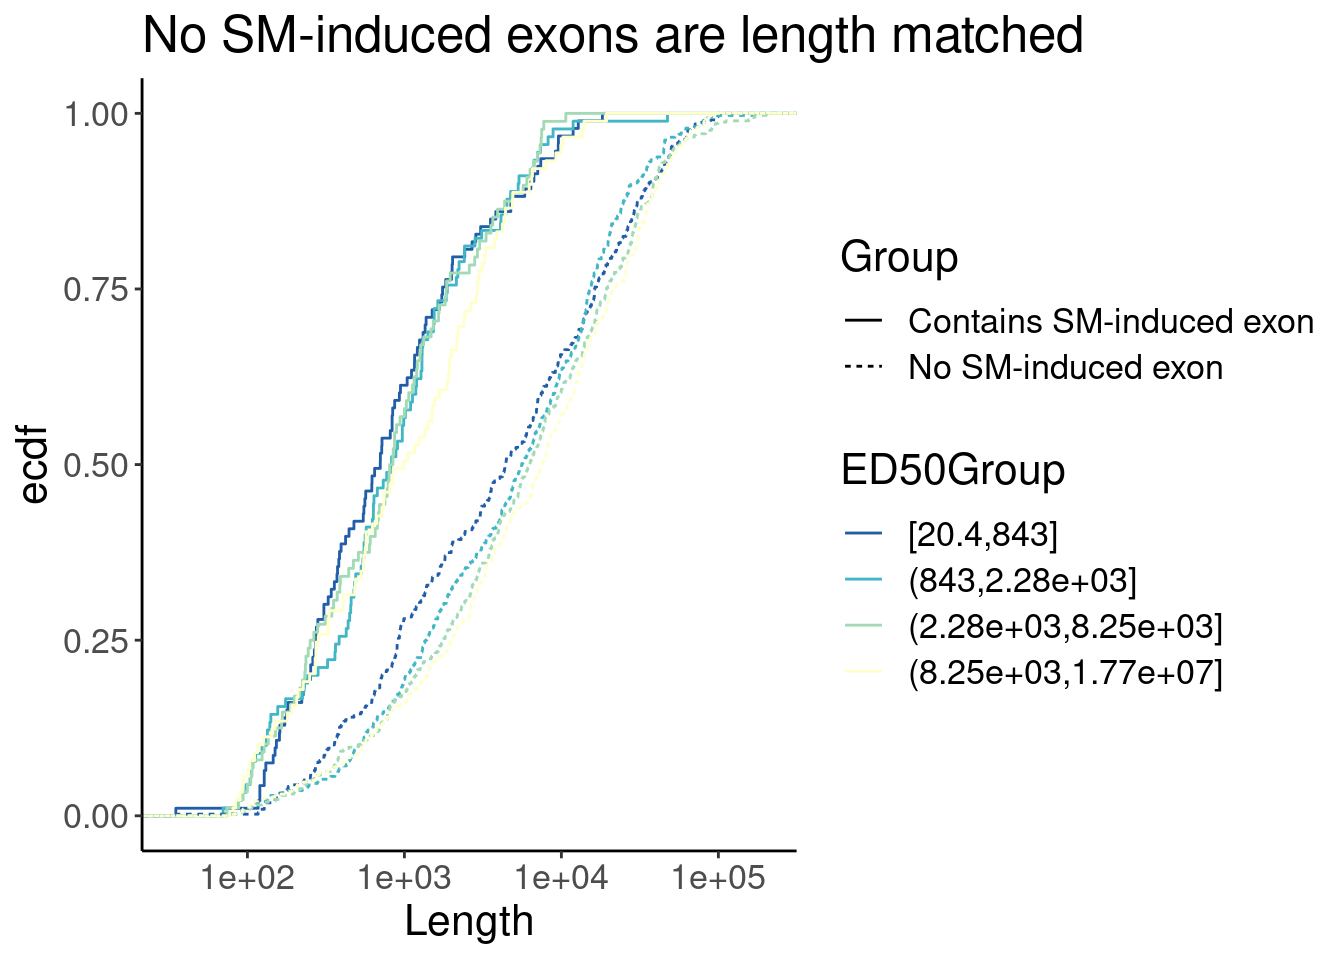 No SM-induced exons are length matched
1.00
0.75
0.50
0.25
0.00
ecdf
1e+02
1e+03
1e+04
1e+05
Length
Group
Contains SM-induced exon
No SM-induced exon
ED50Group
[20.4,843]
(843,2.28e+03]
(2.28e+03,8.25e+03]
(8.25e+03,1.77e+07]